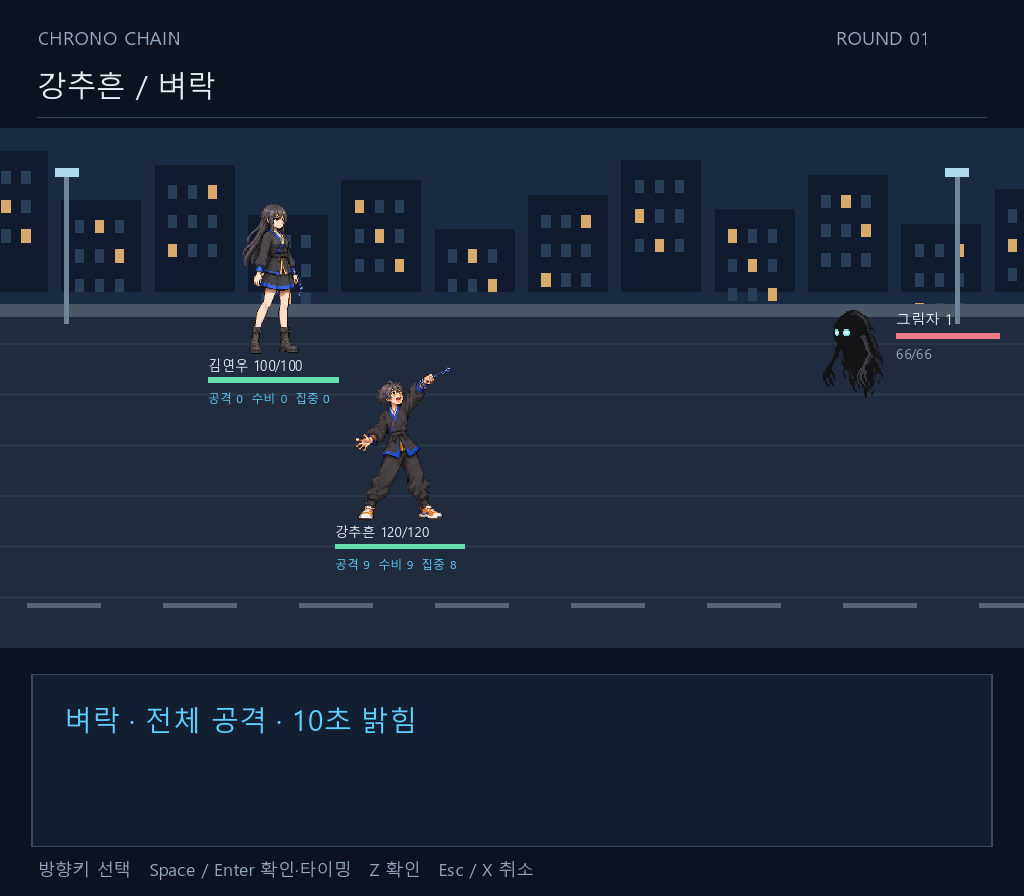 CHRONO CHAIN
ROUND 01
강추흔 / 벼락
그림자 1
66/66
김연우 100/100
공격 0 수비 0 집중 0
강추흔 120/120
공격 9 수비 9 집중 8
벼락 · 전체 공격 · 10초 밝힘
방향키 선택 Space / Enter 확인·타이밍 Z 확인 Esc / X 취소